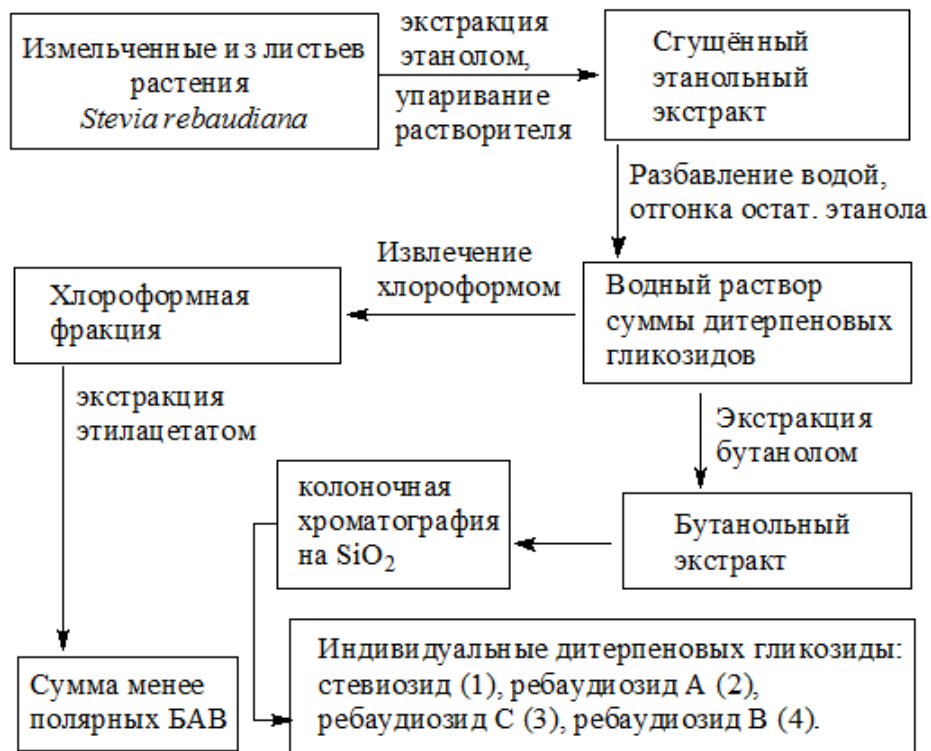 Измельченные из листьев
растения
Stevia rebaudiana
экстракция
этанолом,
упаривание
растворителя
Сгущённый
этанольный
экстракт
Разбавление водой,
отгонка остат. этанола
Извлечение
хлороформом
Хлороформная
фракция
Водный раствор
суммы дитерпеновых
гликозидов
экстракция
этилацетатом
Экстракция
бутанолом
колоночная
хроматография
на SiO2
Бутанольный
экстракт
Сумма менее
полярных БАВ
Индивидуальные дитерпеновых гликозиды:
стевиозид (1), ребаудиозид А (2),
ребаудиозид С (3), ребаудиозид В (4).